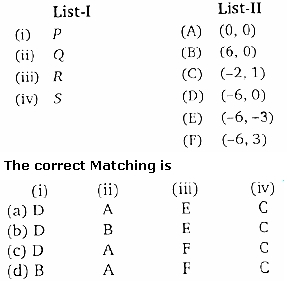 List-I List-II
(i) P (A) (0, 0)
(ii) Q (B) (6, 0)
(iii) R (C) (-2, 1)
(iv) S (D) (-6, 0)
(E) (-6, -3)
(F) (-6, 3)
The correct Matching is
(i) (ii) (iii) (iv)
(a) D A E C
(b) D B E C
(c) D A F C
(d) B A F C